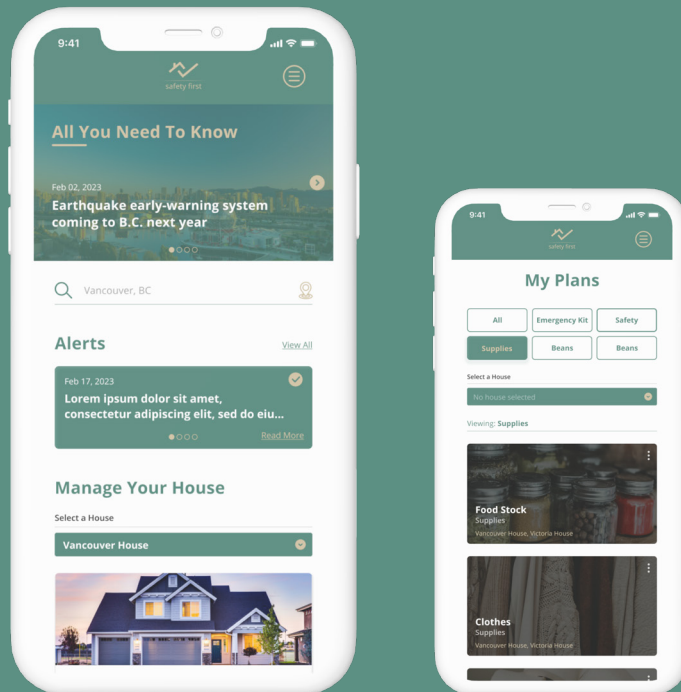 9:41
safety first
All You Need To Know
Feb 02, 2023
Earthquake early-warning system
coming to B.C. next year
Vancouver, BC
Alerts
View All
Feb 17, 2023
Lorem ipsum dolor sit amet,
consectetur adipiscing elit, sed do eiu...
Read More
Manage Your House
Select a House
Vancouver House
9:41
safety first
My Plans
All
Emergency Kit
Safety
Supplies
Beans
Beans
Select a House
No house selected
Viewing: Supplies
Food Stock
Supplies
Vancouver House, Victoria House
Clothes
Supplies
Vancouver House, Victoria House